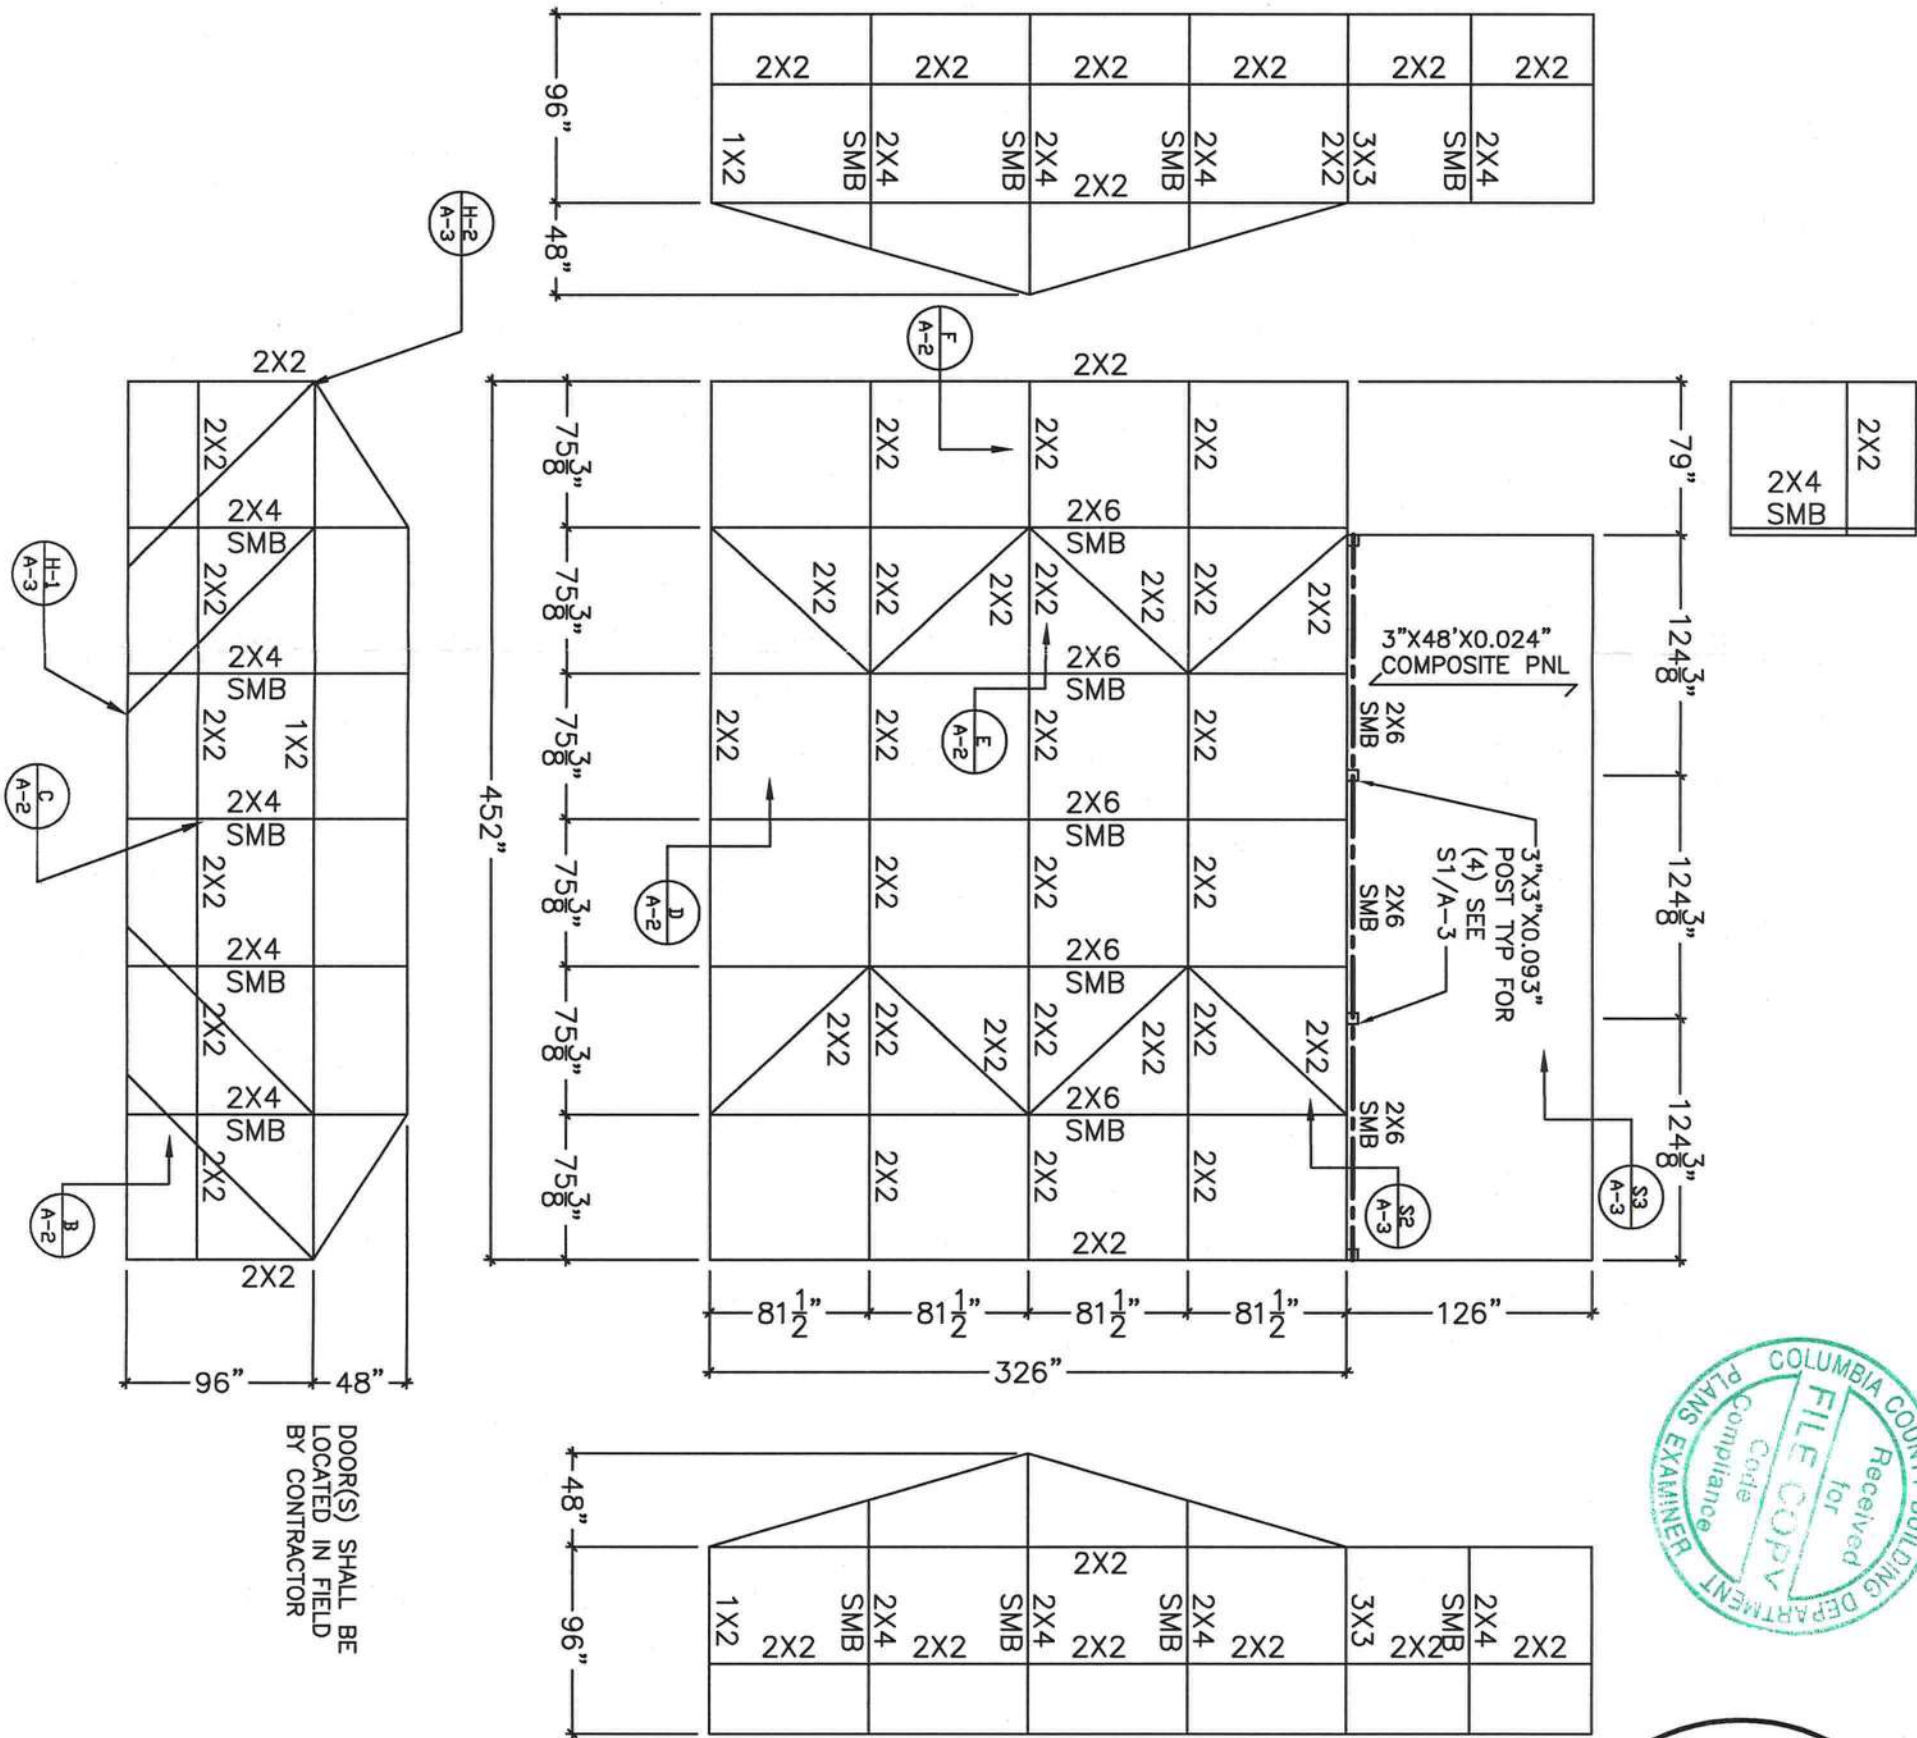 2X2 2X2 2X2 2X2 2X2 2X2
1X2
2X4
SMB
2X4
SMB
2X4
SMB
3X3
2X2
2X4
SMB
2X2
96"
48"
H-2
A-3
F
A-2
2X2
79"
2X2
2X4
SMB
2X2
2X2
2X4
SMB
2X2
2X4
SMB
2X2
1X2
2X4
SMB
2X2
2X4
SMB
2X2
2X4
SMB
2X2
2X2
H-1
A-3
C
A-2
B
A-2
452"
75 3/8"
75 3/8"
75 3/8"
75 3/8"
75 3/8"
75 3/8"
2X2
2X2
2X2
2X6
SMB
2X2
2X2
2X2
2X2
2X2
2X2
2X2
2X6
SMB
2X2
2X2
2X2
2X2
E
A-2
2X6
SMB
D
A-2
2X2
2X2
2X2
2X6
SMB
2X2
2X2
2X2
2X2
2X2
2X2
2X2
2X6
SMB
2X2
2X2
2X2
2X2
3"X48'X0.024"
COMPOSITE PNL
2X6
SMB
2X6
SMB
2X6
SMB
3"X3"X0.093"
POST TYP FOR
(4) SEE
S1/A-3
124 3/8"
124 3/8"
124 3/8"
S3
A-3
S2
A-3
81 1/2" 81 1/2" 81 1/2" 81 1/2" 126"
326"
96" 48"
DOOR(S) SHALL BE
LOCATED IN FIELD
BY CONTRACTOR
48"
96"
2X2
1X2
2X4
SMB
2X4
SMB
2X4
SMB
3X3
2X4
SMB
2X2 2X2 2X2 2X2 2X2 2X2
COLUMBIA COUNTY BUILDING DEPARTMENT
Received
for
FILE COPY
Code
Compliance
PLANS EXAMINER